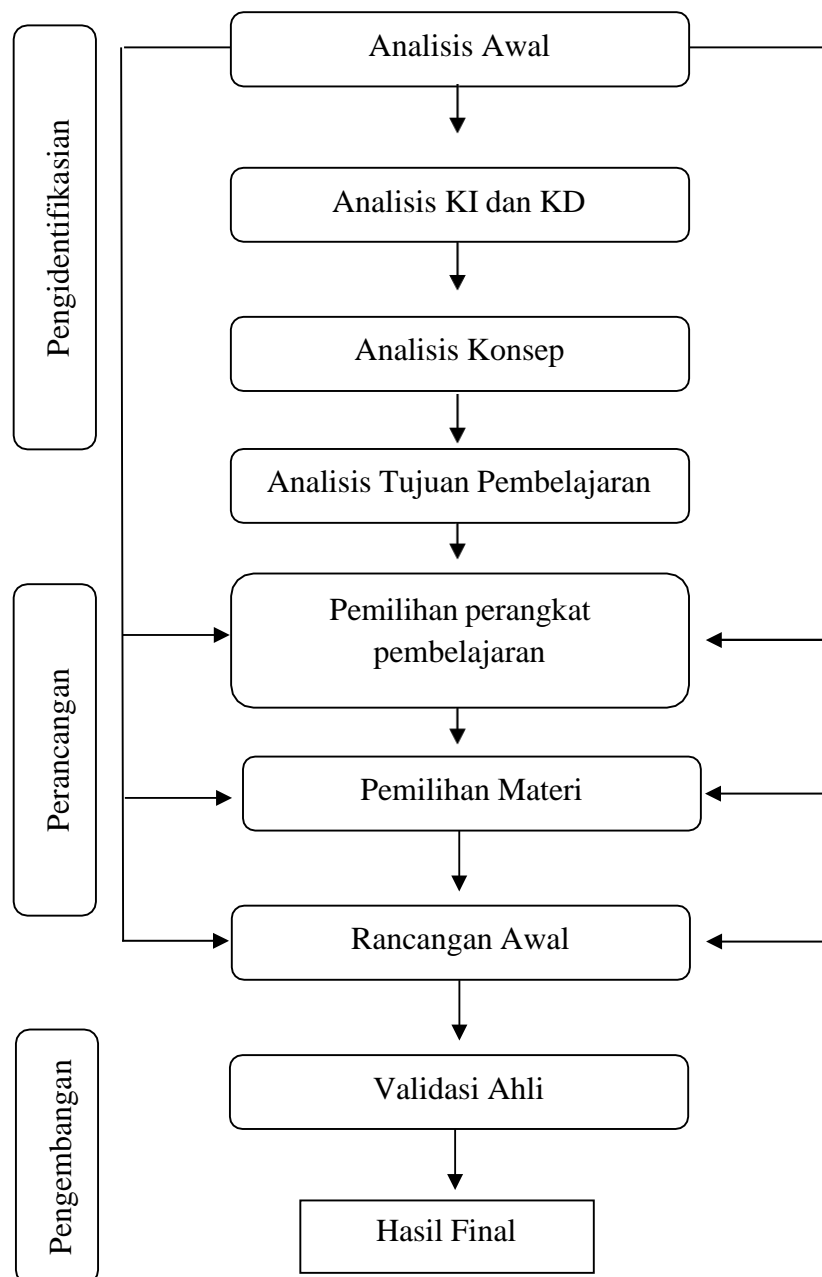 Pengidentifikasian
Analisis Awal
Analisis KI dan KD
Analisis Konsep
Analisis Tujuan Pembelajaran
Perancangan
Pemilihan perangkat
pembelajaran
Pemilihan Materi
Rancangan Awal
Pengembangan
Validasi Ahli
Hasil Final